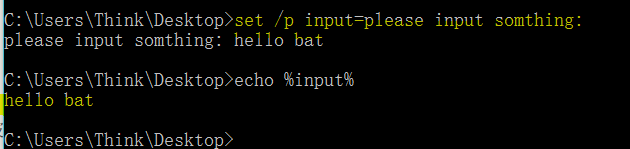 C:\Users\Think\Desktop>set /p input=please input somthing:
please input somthing: hello bat
C:\Users\Think\Desktop>echo %input%
hello bat
C:\Users\Think\Desktop>